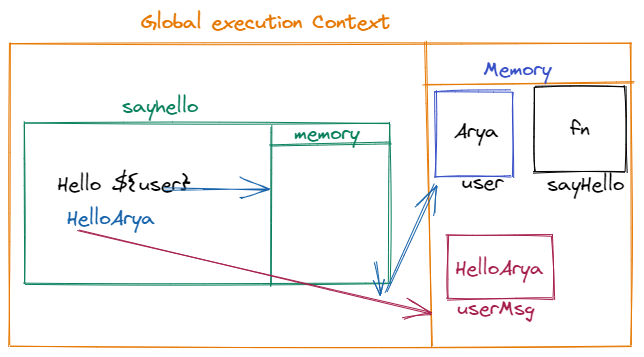 Global execution Context
Memory
sayhello
memory
Arya
fn
user
sayHello
Hello ${user}
HelloArya
HelloArya
userMsg